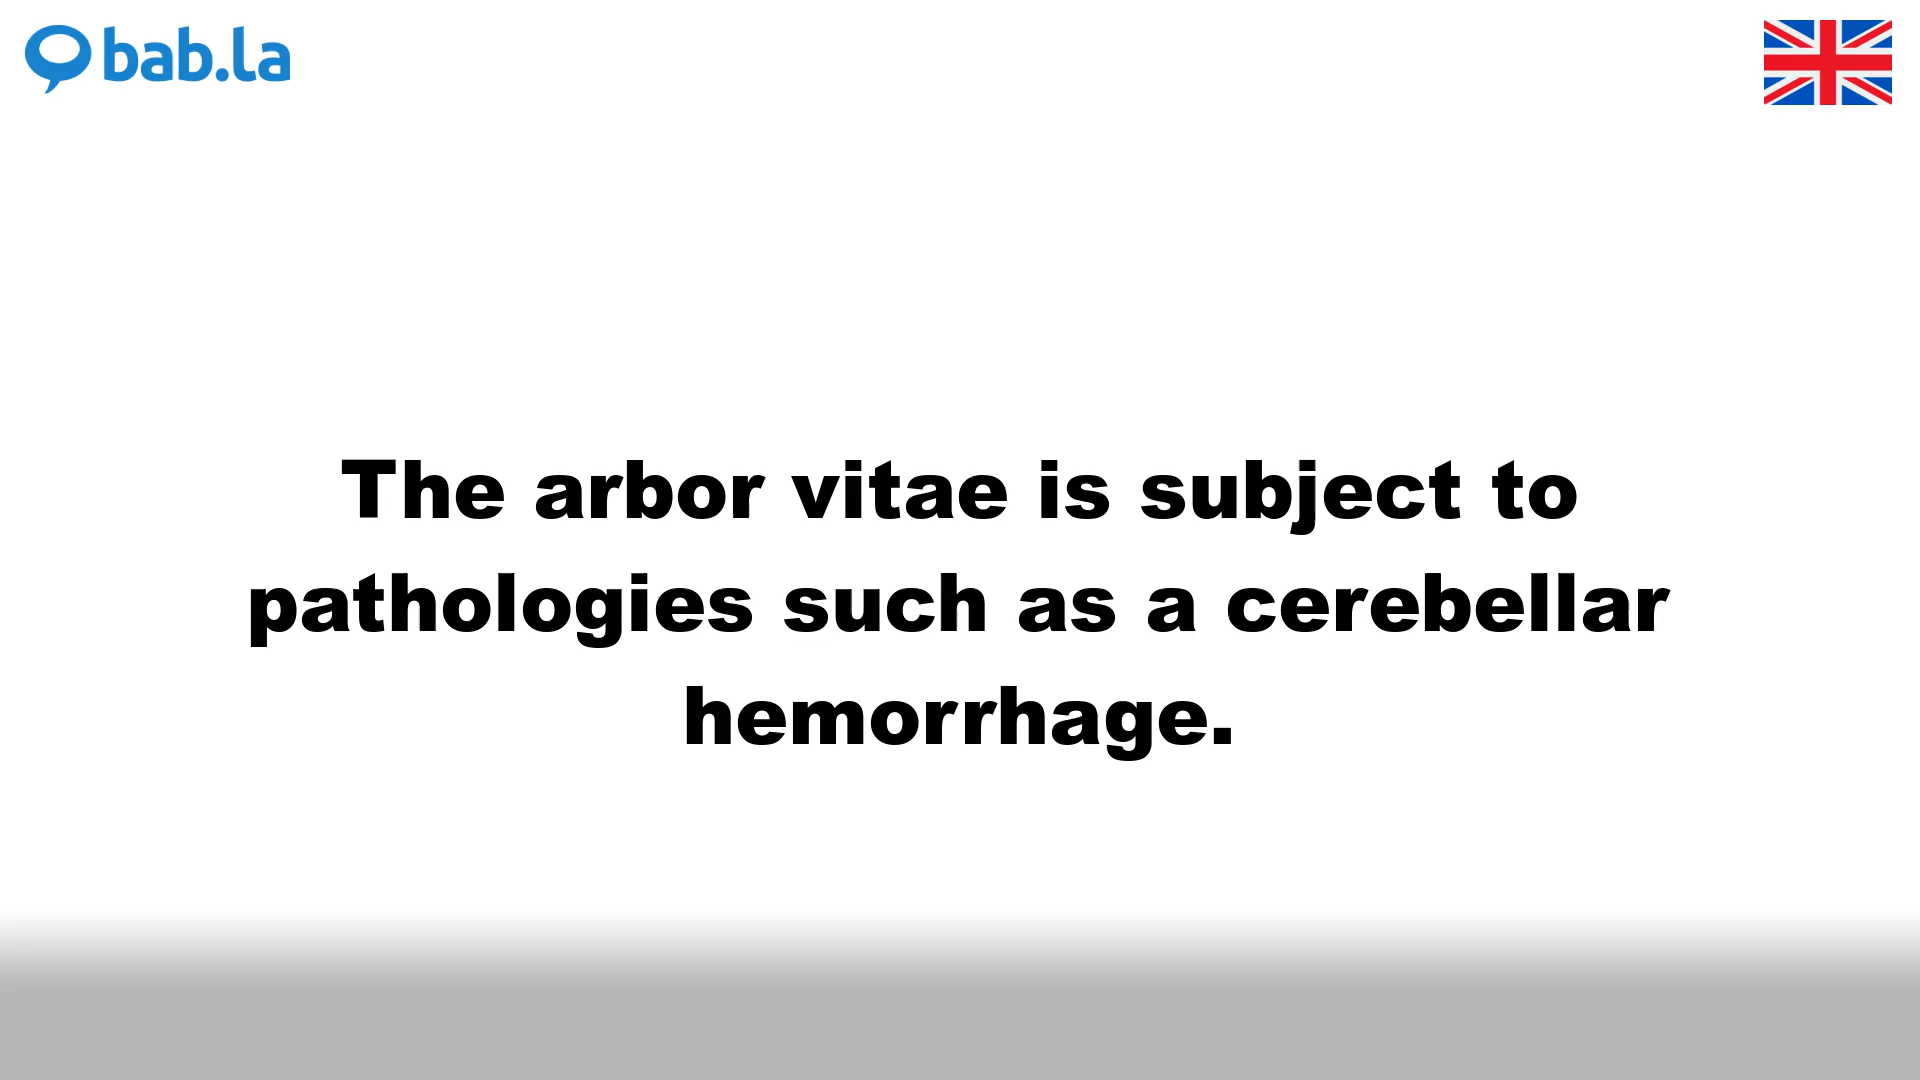 bab.la
The arbor vitae is subject to
pathologies such as a cerebellar
hemorrhage.